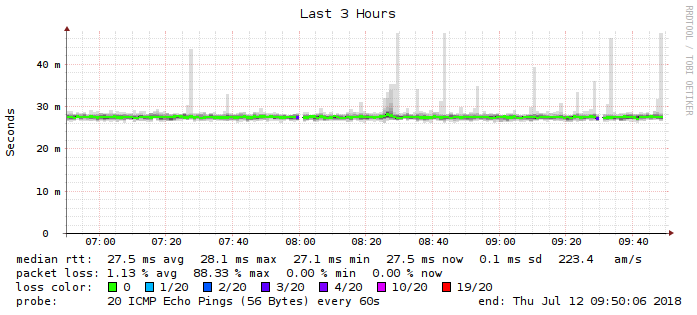 Last 3 Hours
RRDTOOL / TOBI OETIKER
Seconds
40 m
30 m
20 m
10 m
0
07:00 07:20 07:40 08:00 08:20 08:40 09:00 09:20 09:40
median rtt: 27.5 ms avg 28.1 ms max 27.1 ms min 27.5 ms now 0.1 ms sd 223.4 am/s
packet loss: 1.13 % avg 88.33 % max 0.00 % min 0.00 % now
loss color: 0 1/20 2/20 3/20 4/20 10/20 19/20
probe: 20 ICMP Echo Pings (56 Bytes) every 60s end: Thu Jul 12 09:50:06 2018